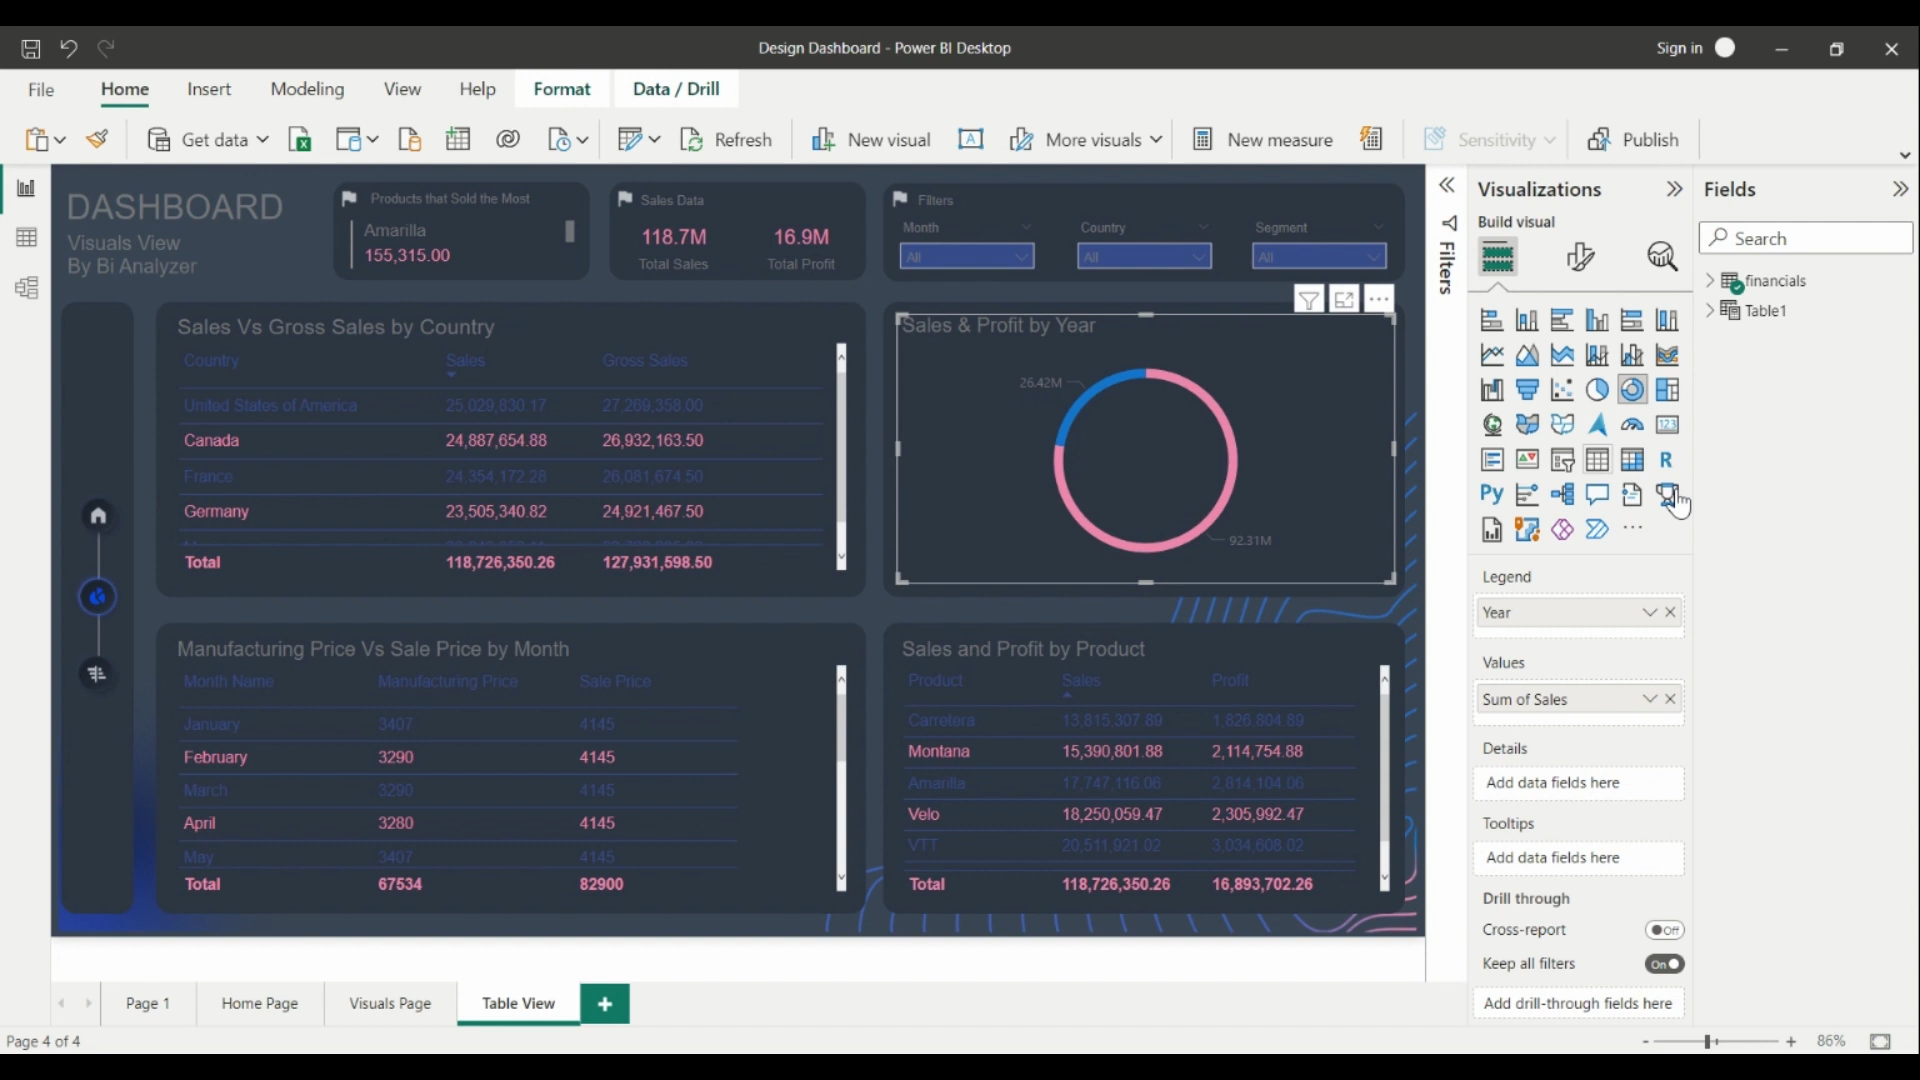 Design Dashboard - Power BI Desktop
Sign in
File
Home
Insert
Modeling
View
Help
Format
Data / Drill
Get data
Refresh
New visual
More visuals
New measure
Sensitivity
Publish
DASHBOARD
Visuals View
By Bi Analyzer
Products that Sold the Most
Amarilla
155,315.00
Sales Data
118.7M
16.9M
Total Sales
Total Profit
Filters
Month
Country
Segment
All
All
All
Sales Vs Gross Sales by Country
Country Sales Gross Sales
United States of America 25,029,830.17 27,269,358.00
Canada 24,887,654.88 26,932,163.50
France 24,354,172.28 26,081,674.50
Germany 23,505,340.82 24,921,467.50
Total 118,726,350.26 127,931,598.50
Sales & Profit by Year
26.42M
92.31M
Manufacturing Price Vs Sale Price by Month
Month Name Manufacturing Price Sale Price
January 3407 4145
February 3290 4145
March 3290 4145
April 3280 4145
May 3407 4145
Total 67534 82900
Sales and Profit by Product
Product Sales Profit
Carretera 13,815,307.89 1,826,804.89
Montana 15,390,801.88 2,114,754.88
Amarilla 17,747,116.06 2,814,104.06
Velo 18,250,059.47 2,305,992.47
VTT 20,511,921.02 3,034,608.02
Total 118,726,350.26 16,893,702.26
Filters
Visualizations
Build visual
123
R
Py
Legend
Year
Values
Sum of Sales
Details
Add data fields here
Tooltips
Add data fields here
Drill through
Cross-report
Off
Keep all filters
On
Add drill-through fields here
Fields
Search
financials
Table1
Page 1
Home Page
Visuals Page
Table View
Page 4 of 4
86%